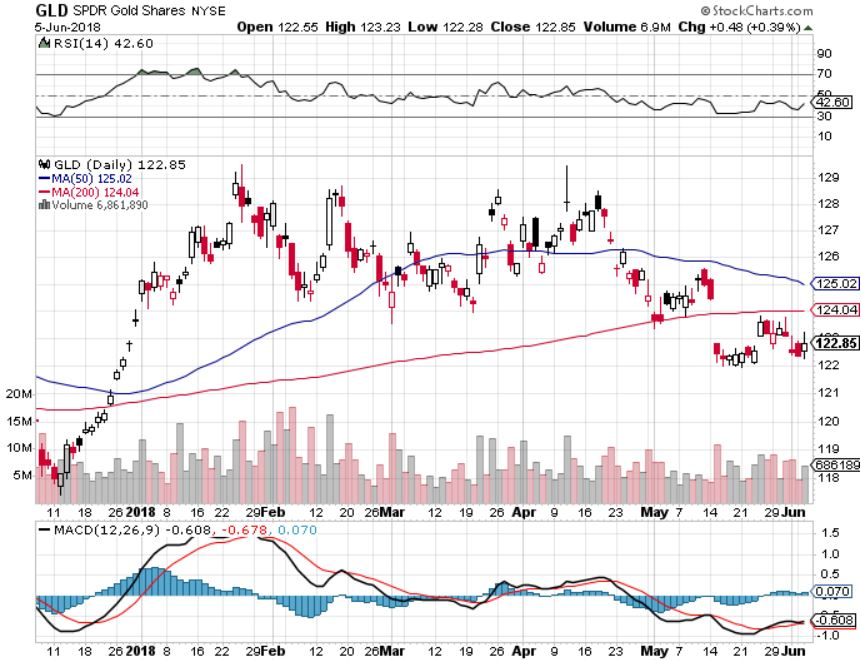 GLD SPDR Gold Shares NYSE
© StockCharts.com
5-Jun-2018
Open 122.55 High 123.23 Low 122.28 Close 122.85 Volume 6.9M Chg +0.48 (+0.39%)
RSI(14) 42.60
90
70
50
42.60
30
10
GLD (Daily) 122.85
MA(50) 125.02
MA(200) 124.04
Volume 6,861,890
129
128
127
126
125.02
124.04
122.85
122
121
120
119
118
686189
20M
15M
10M
5M
11 18 26 2018 8 16 22 29 Feb 12 20 26 Mar 12 19 26 Apr 9 16 23 May 7 14 21 29 Jun
MACD(12,26,9) -0.608, -0.678, 0.070
1.5
1.0
0.5
0.070
-0.5
-0.608
-1.0
11 18 26 2018 8 16 22 29 Feb 12 20 26 Mar 12 19 26 Apr 9 16 23 May 7 14 21 29 Jun